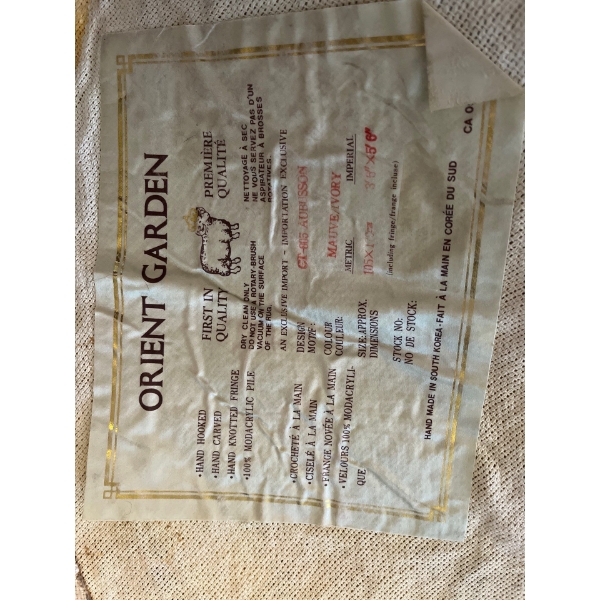 ORIENT GARDEN
FIRST IN
QUALITY
PREMIÈRE
QUALITÉ
DRY CLEAN ONLY
DO NOT USE A ROTARY-BRUSH
VACUUM ON THE SURFACE
OF THE RUG.
NETTOYAGE À SEC
NE VOUS SERVEZ PAS D'UN
ASPIRATEUR À BROSSES
ROTATIVES.
AN EXCLUSIVE IMPORT - IMPORTATION EXCLUSIVE
•HAND HOOKED
•HAND CARVED
•HAND KNOTTED FRINGE
•100% MODACRYLIC PILE
•CROCHETÉ À LA MAIN
•CISELÉ À LA MAIN
•FRANGE NOVÉE À LA MAIN
•VELOURS 100% MODACRYLI-
QUE
DESIGN
MOTIF: AUBUSSON
COLOUR
COULEUR: MAUVE/IVORY
SIZE:APPROX.
DIMENSIONS
METRIC
IMPERIAL
(including fringe/frange incluse)
STOCK NO:
NO DE STOCK:
HAND MADE IN SOUTH KOREA-FAIT À LA MAIN EN CORÉE DU SUD
CA